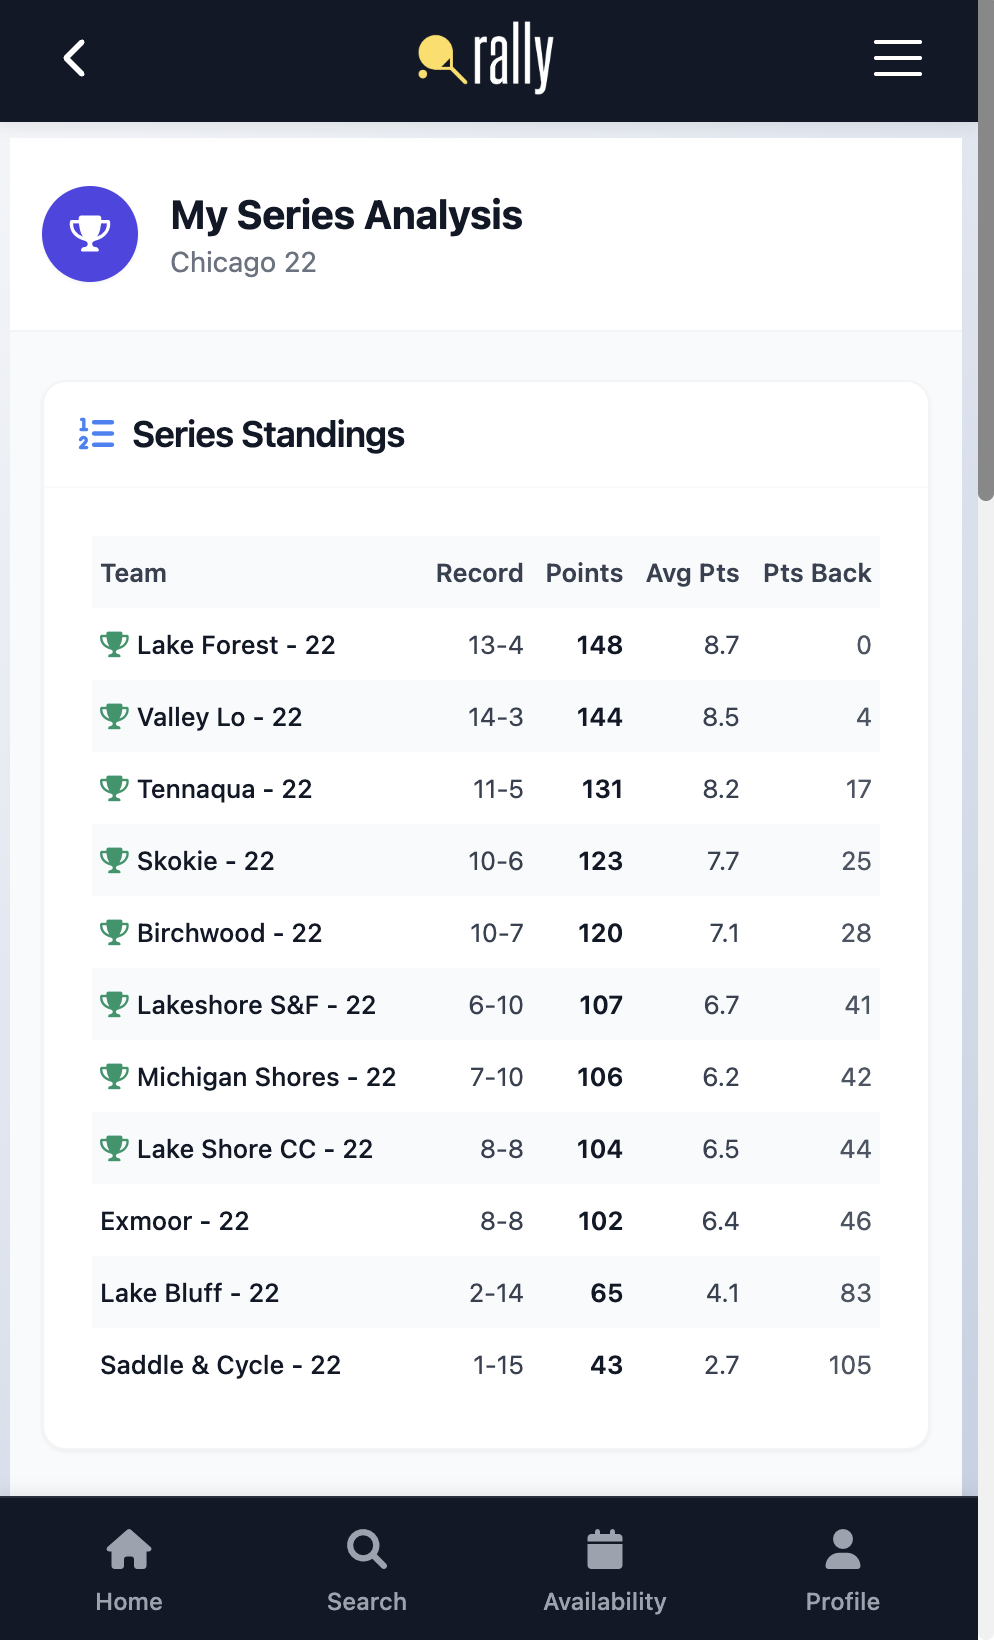 rally
My Series Analysis
Chicago 22
1
2
Series Standings
Team Record Points Avg Pts Pts Back
Lake Forest - 22 13-4 148 8.7 0
Valley Lo - 22 14-3 144 8.5 4
Tennaqua - 22 11-5 131 8.2 17
Skokie - 22 10-6 123 7.7 25
Birchwood - 22 10-7 120 7.1 28
Lakeshore S&F - 22 6-10 107 6.7 41
Michigan Shores - 22 7-10 106 6.2 42
Lake Shore CC - 22 8-8 104 6.5 44
Exmoor - 22 8-8 102 6.4 46
Lake Bluff - 22 2-14 65 4.1 83
Saddle & Cycle - 22 1-15 43 2.7 105
Home Search Availability Profile